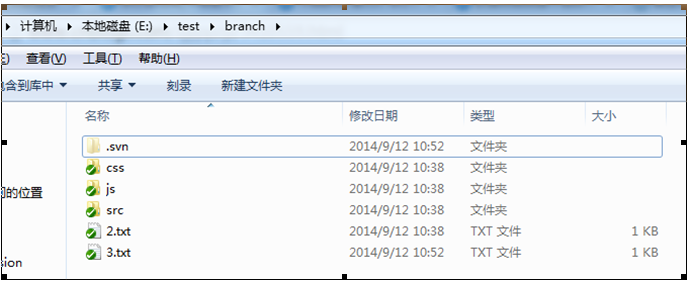 计算机 本地磁盘 (E:) test branch
查看(V) 工具(T) 帮助(H)
含到库中 共享 刻录 新建文件夹
名称 修改日期 类型 大小
.svn 2014/9/12 10:52 文件夹
css 2014/9/12 10:38 文件夹
js 2014/9/12 10:38 文件夹
的位置
src 2014/9/12 10:38 文件夹
2.txt 2014/9/12 10:38 TXT 文件 1 KB
3.txt 2014/9/12 10:52 TXT 文件 1 KB
sion